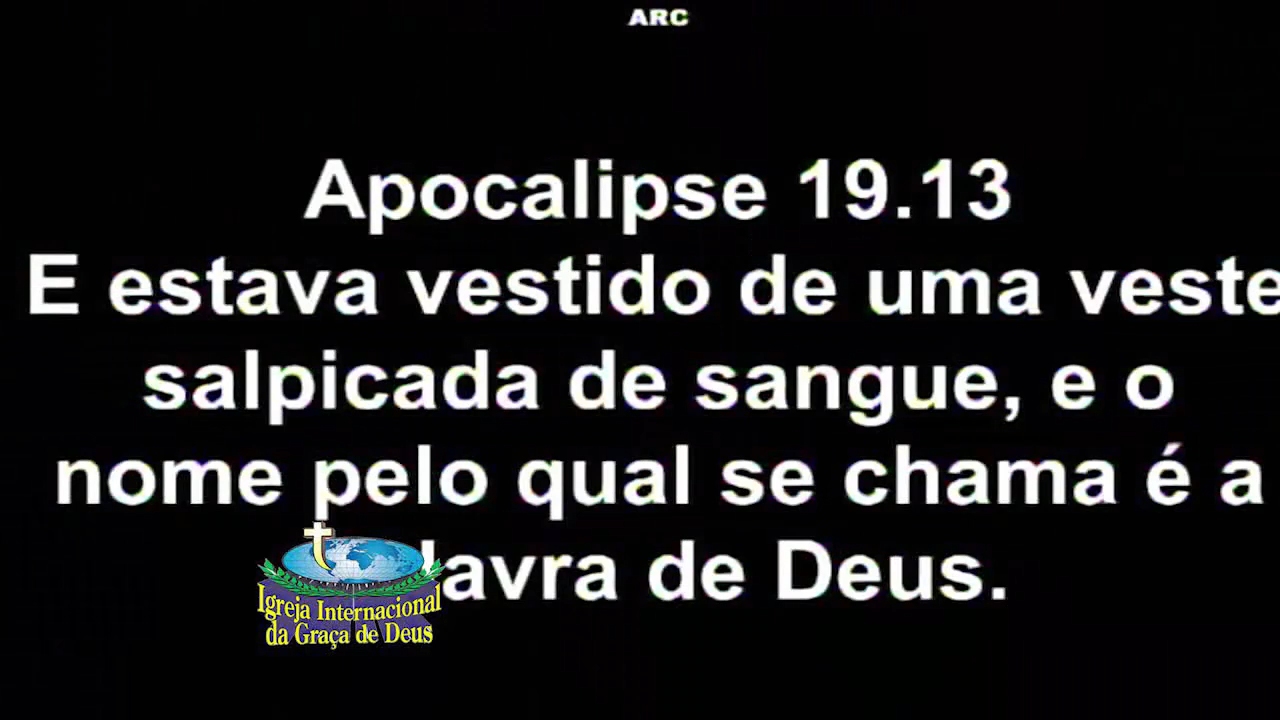 ARC
Apocalipse 19.13
E estava vestido de uma veste
salpicada de sangue, e o
nome pelo qual se chama é a
de Deus.
Igreja Internacional
da Graça de Deus